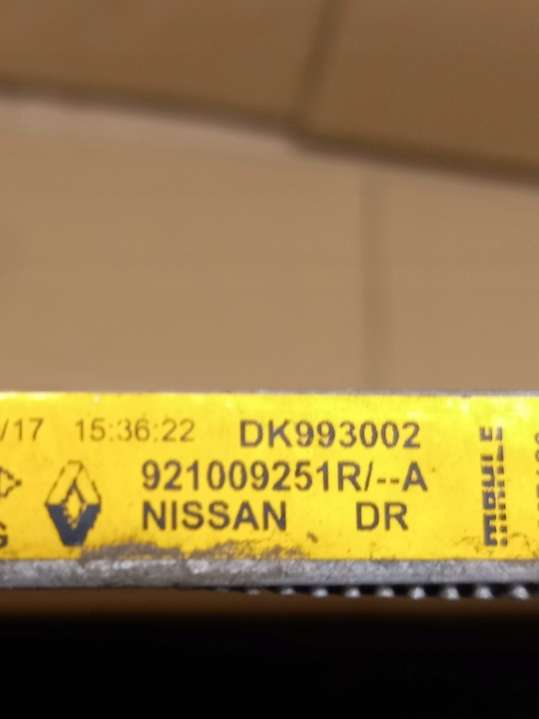 /17 15:36:22 DK993002
921009251R/--A
NISSAN DR
MAHLE